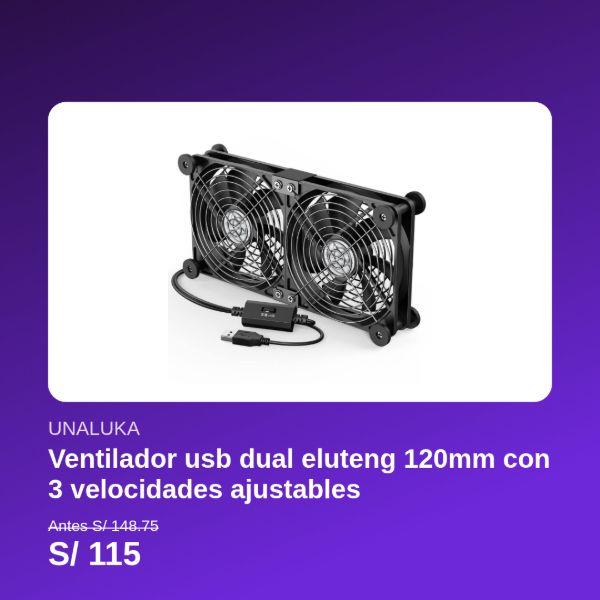 UNALUKA
Ventilador usb dual eluteng 120mm con
3 velocidades ajustables
Antes S/ 148.75
S/ 115